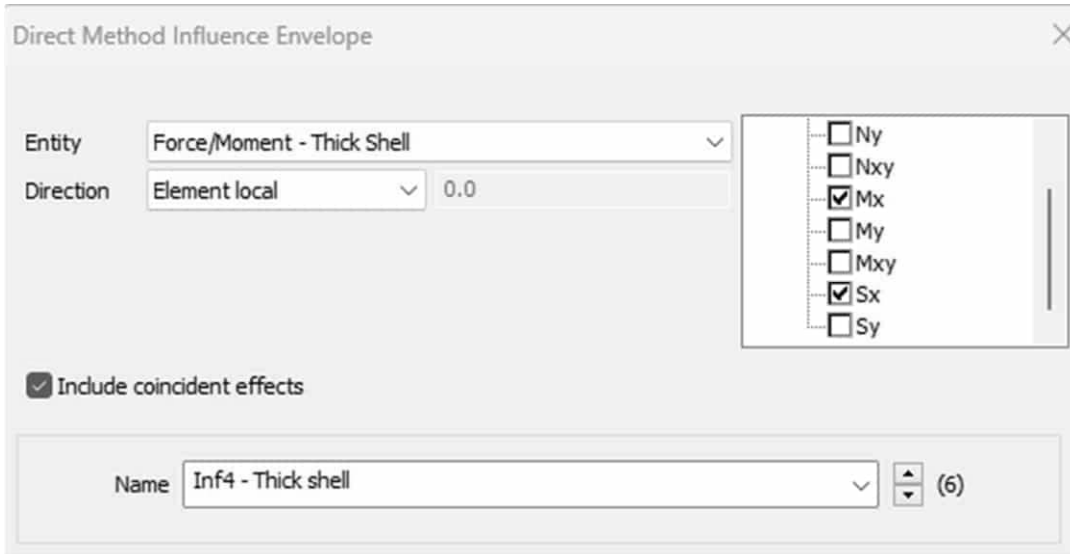 Direct Method Influence Envelope
Entity Force/Moment - Thick Shell
Direction Element local 0.0
Ny
Nxy
Mx
My
Mxy
Sx
Sy
Include coincident effects
Name Inf4 - Thick shell (6)